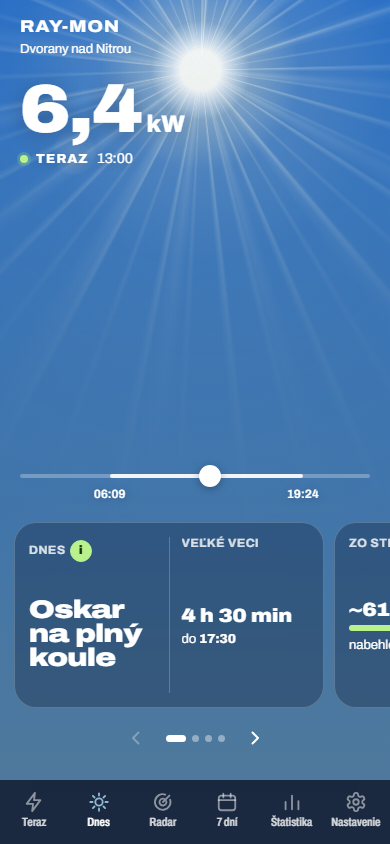 RAY-MON
Dvorany nad Nitrou
6,4 kW
TERAZ 13:00
06:09 19:24
DNES i
Oskar
na plný
koule
VEĽKÉ VECI
4 h 30 min
do 17:30
ZO
~61
nabehl
Teraz Dnes Radar 7 dní Štatistika Nastavenie